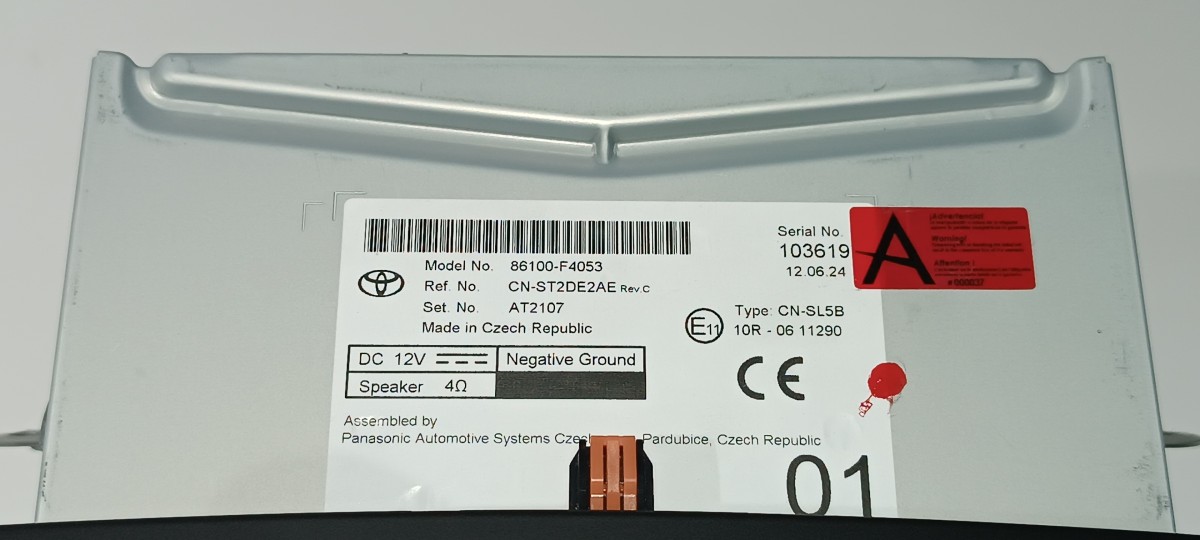 Serial No.
103619
12.06.24
Model No. 86100-F4053
Ref. No. CN-ST2DE2AE Rev.C
Set. No. AT2107
Made in Czech Republic
E11
Type: CN-SL5B
10R - 06 11290
DC 12V
Negative Ground
Speaker 4Ω
CE
Assembled by
Panasonic Automotive Systems Pardubice, Czech Republic
01
A
¡Advertencia!
Warning!
Attention !